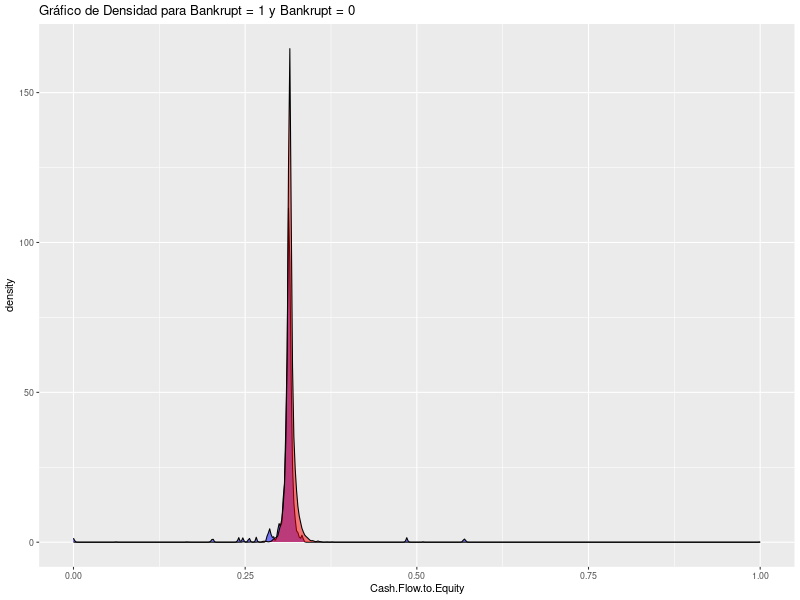 Gráfico de Densidad para Bankrupt = 1 y Bankrupt = 0
150
100
50
0
density
0.00 0.25 0.50 0.75 1.00
Cash.Flow.to.Equity